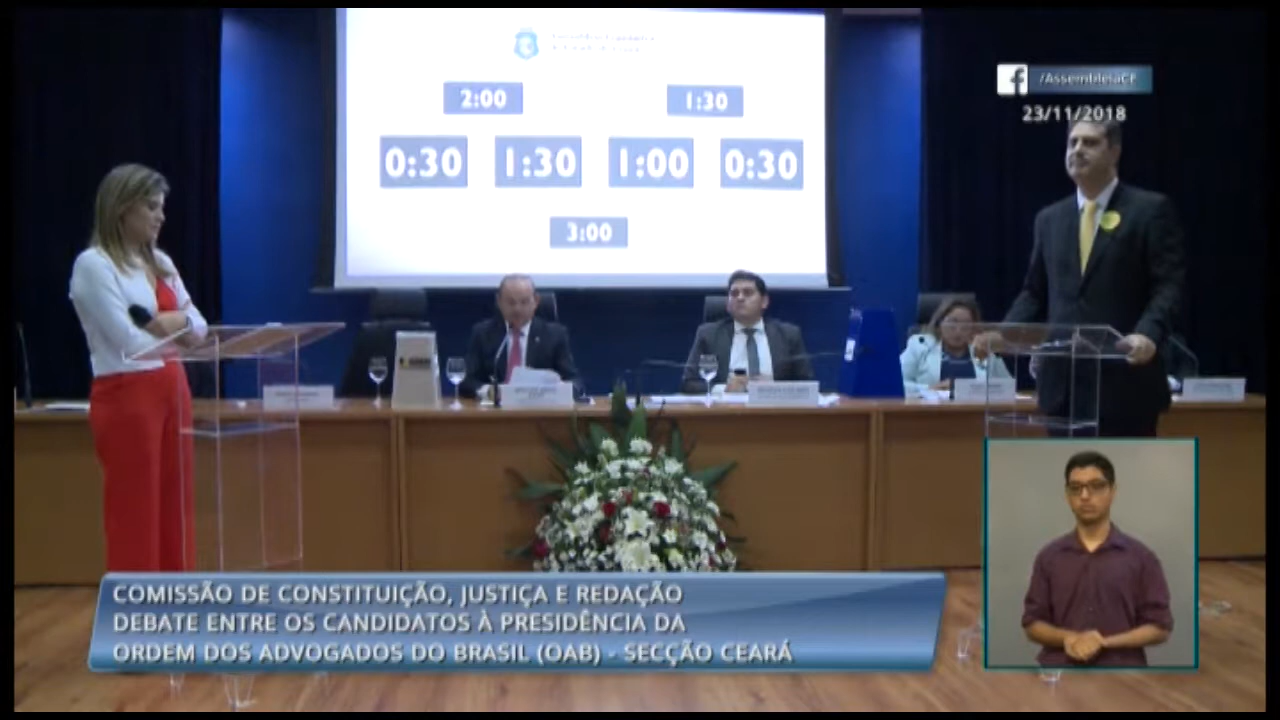 2:00
1:30
0:30
1:30
1:00
0:30
3:00
f
/AssembleiaCE
23/11/2018
COMISSÃO DE CONSTITUIÇÃO, JUSTIÇA E REDAÇÃO
DEBATE ENTRE OS CANDIDATOS À PRESIDÊNCIA DA
ORDEM DOS ADVOGADOS DO BRASIL (OAB) - SECÇÃO CEARÁ